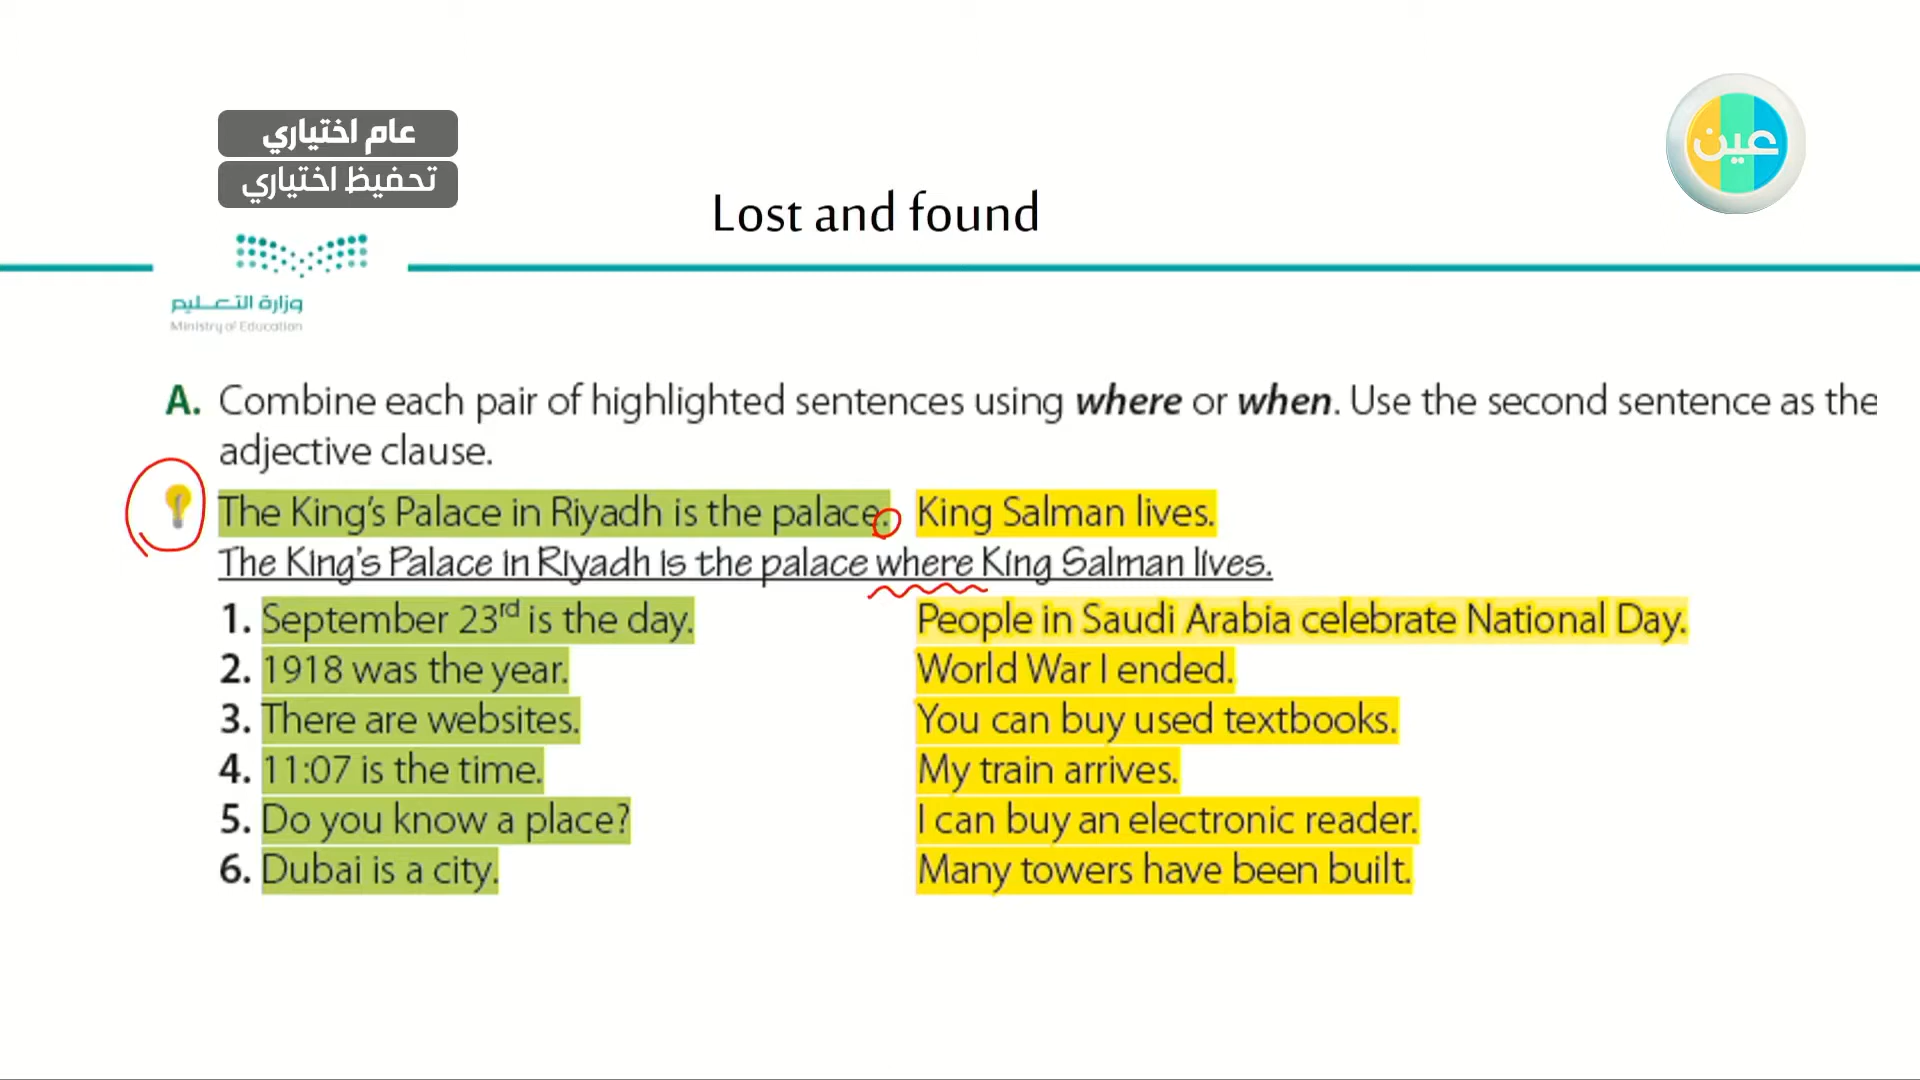 عام اختياري
تحفيظ اختياري
عين
Lost and found
وزارة التعليم
Ministry of Education
A. Combine each pair of highlighted sentences using where or when. Use the second sentence as the
adjective clause.
The King's Palace in Riyadh is the palace. King Salman lives.
The King's Palace in Riyadh is the palace where King Salman lives.
1. September 23rd is the day. People in Saudi Arabia celebrate National Day.
2. 1918 was the year. World War I ended.
3. There are websites. You can buy used textbooks.
4. 11:07 is the time. My train arrives.
5. Do you know a place? I can buy an electronic reader.
6. Dubai is a city. Many towers have been built.